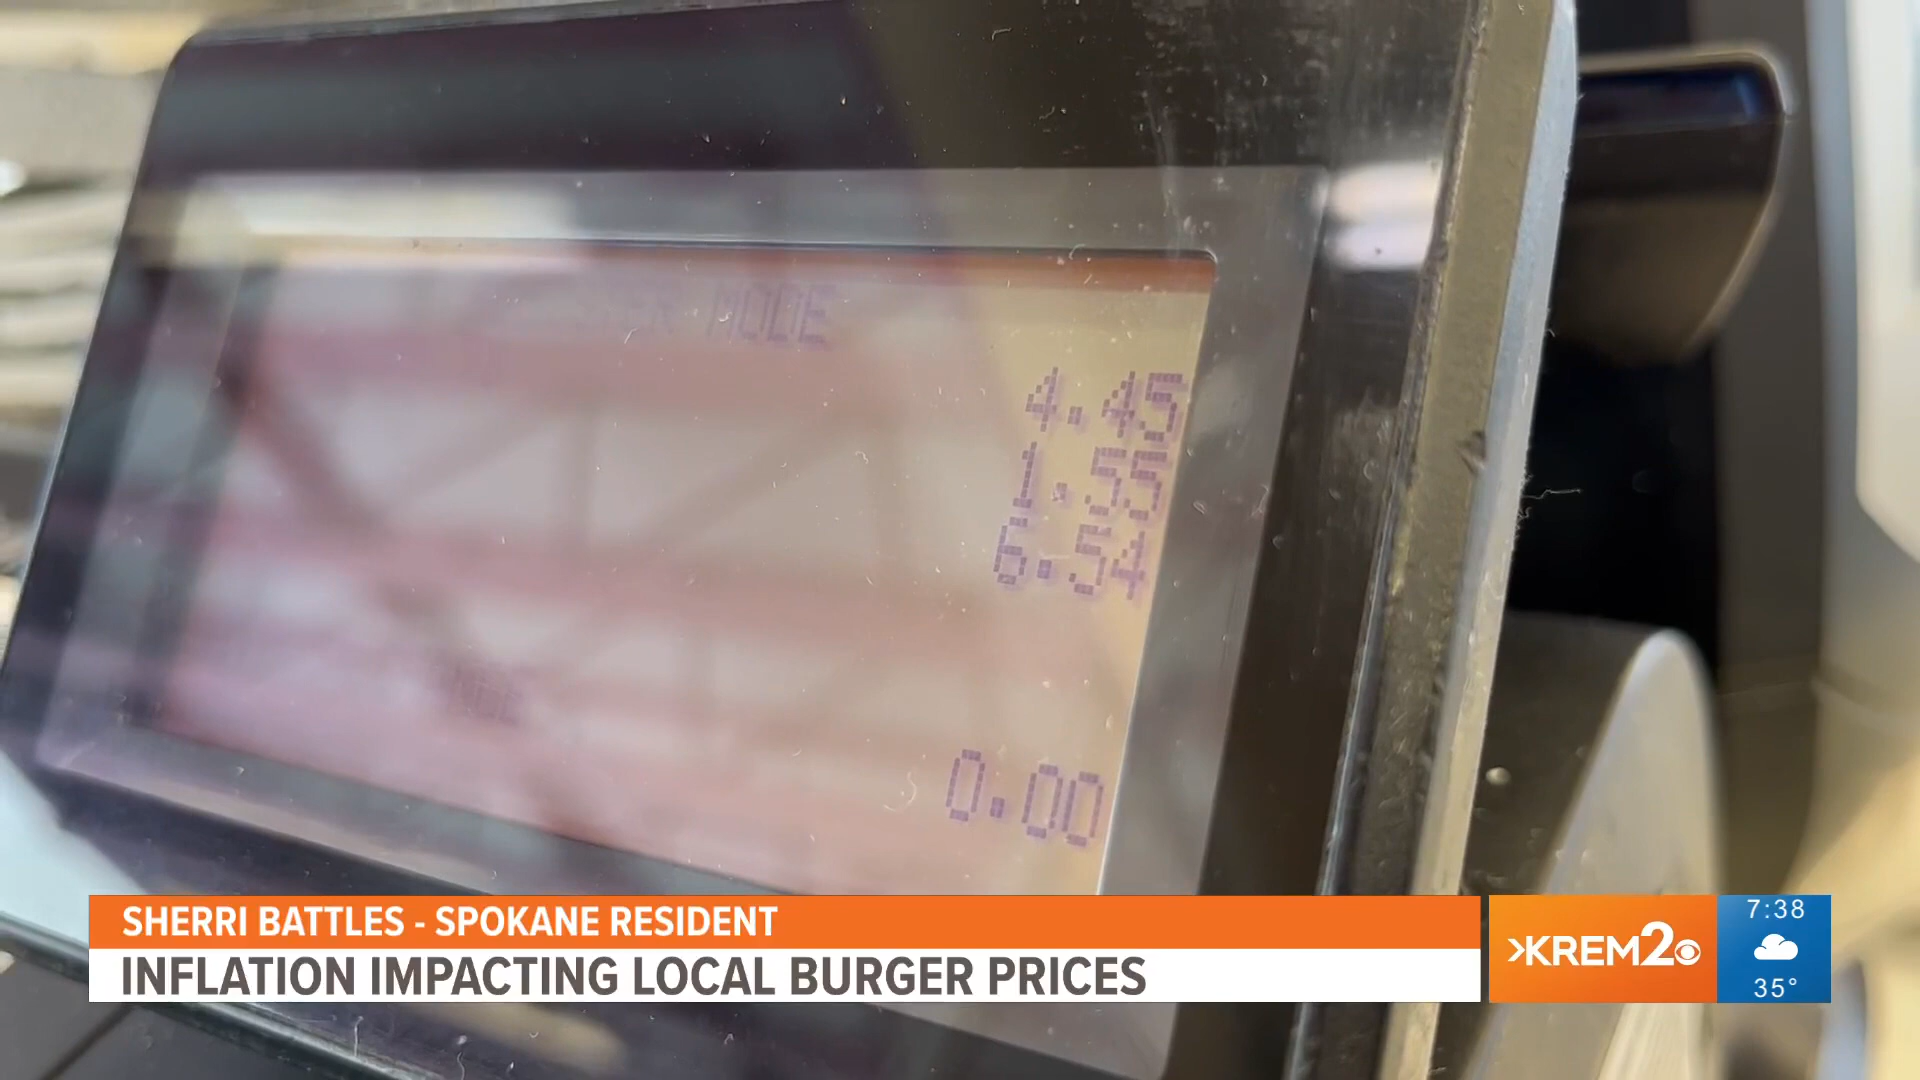 MODE
4.45
1.55
6.54
0.00
SHERRI BATTLES - SPOKANE RESIDENT
INFLATION IMPACTING LOCAL BURGER PRICES
KREM2
7:38
35°